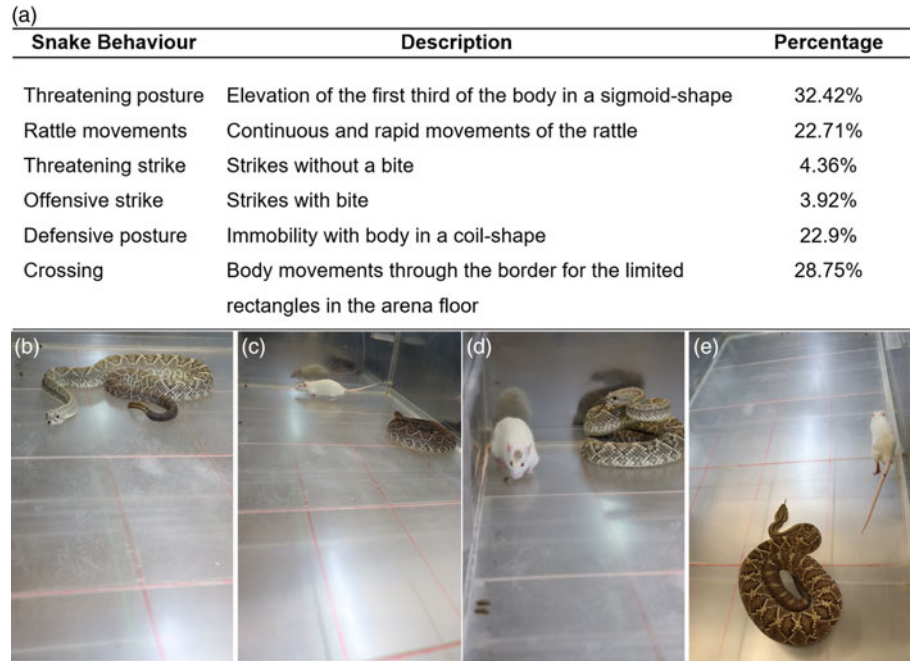 (a)
Snake Behaviour Description Percentage
Threatening posture Elevation of the first third of the body in a sigmoid-shape 32.42%
Rattle movements Continuous and rapid movements of the rattle 22.71%
Threatening strike Strikes without a bite 4.36%
Offensive strike Strikes with bite 3.92%
Defensive posture Immobility with body in a coil-shape 22.9%
Crossing Body movements through the border for the limited 28.75%
rectangles in the arena floor
(b) (c) (d) (e)